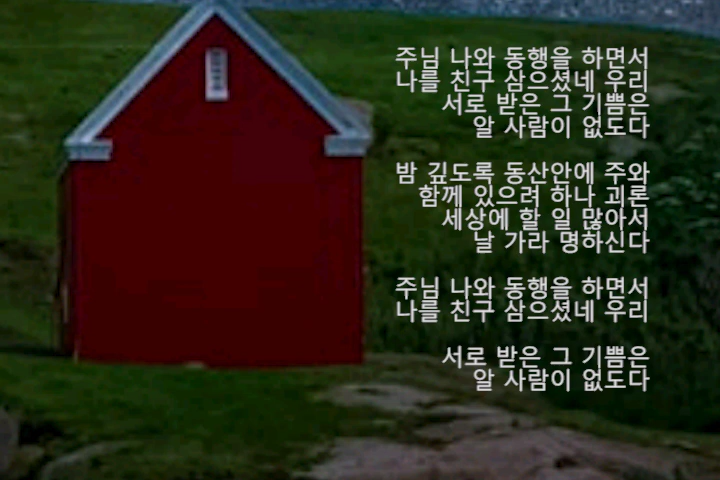 주님 나와 동행을 하면서
나를 친구 삼으셨네 우리
서로 받은 그 기쁨은
알 사람이 없도다
밤 깊도록 동산안에 주와
함께 있으려 하나 괴론
세상에 할 일 많아서
날 가라 명하신다
주님 나와 동행을 하면서
나를 친구 삼으셨네 우리
서로 받은 그 기쁨은
알 사람이 없도다